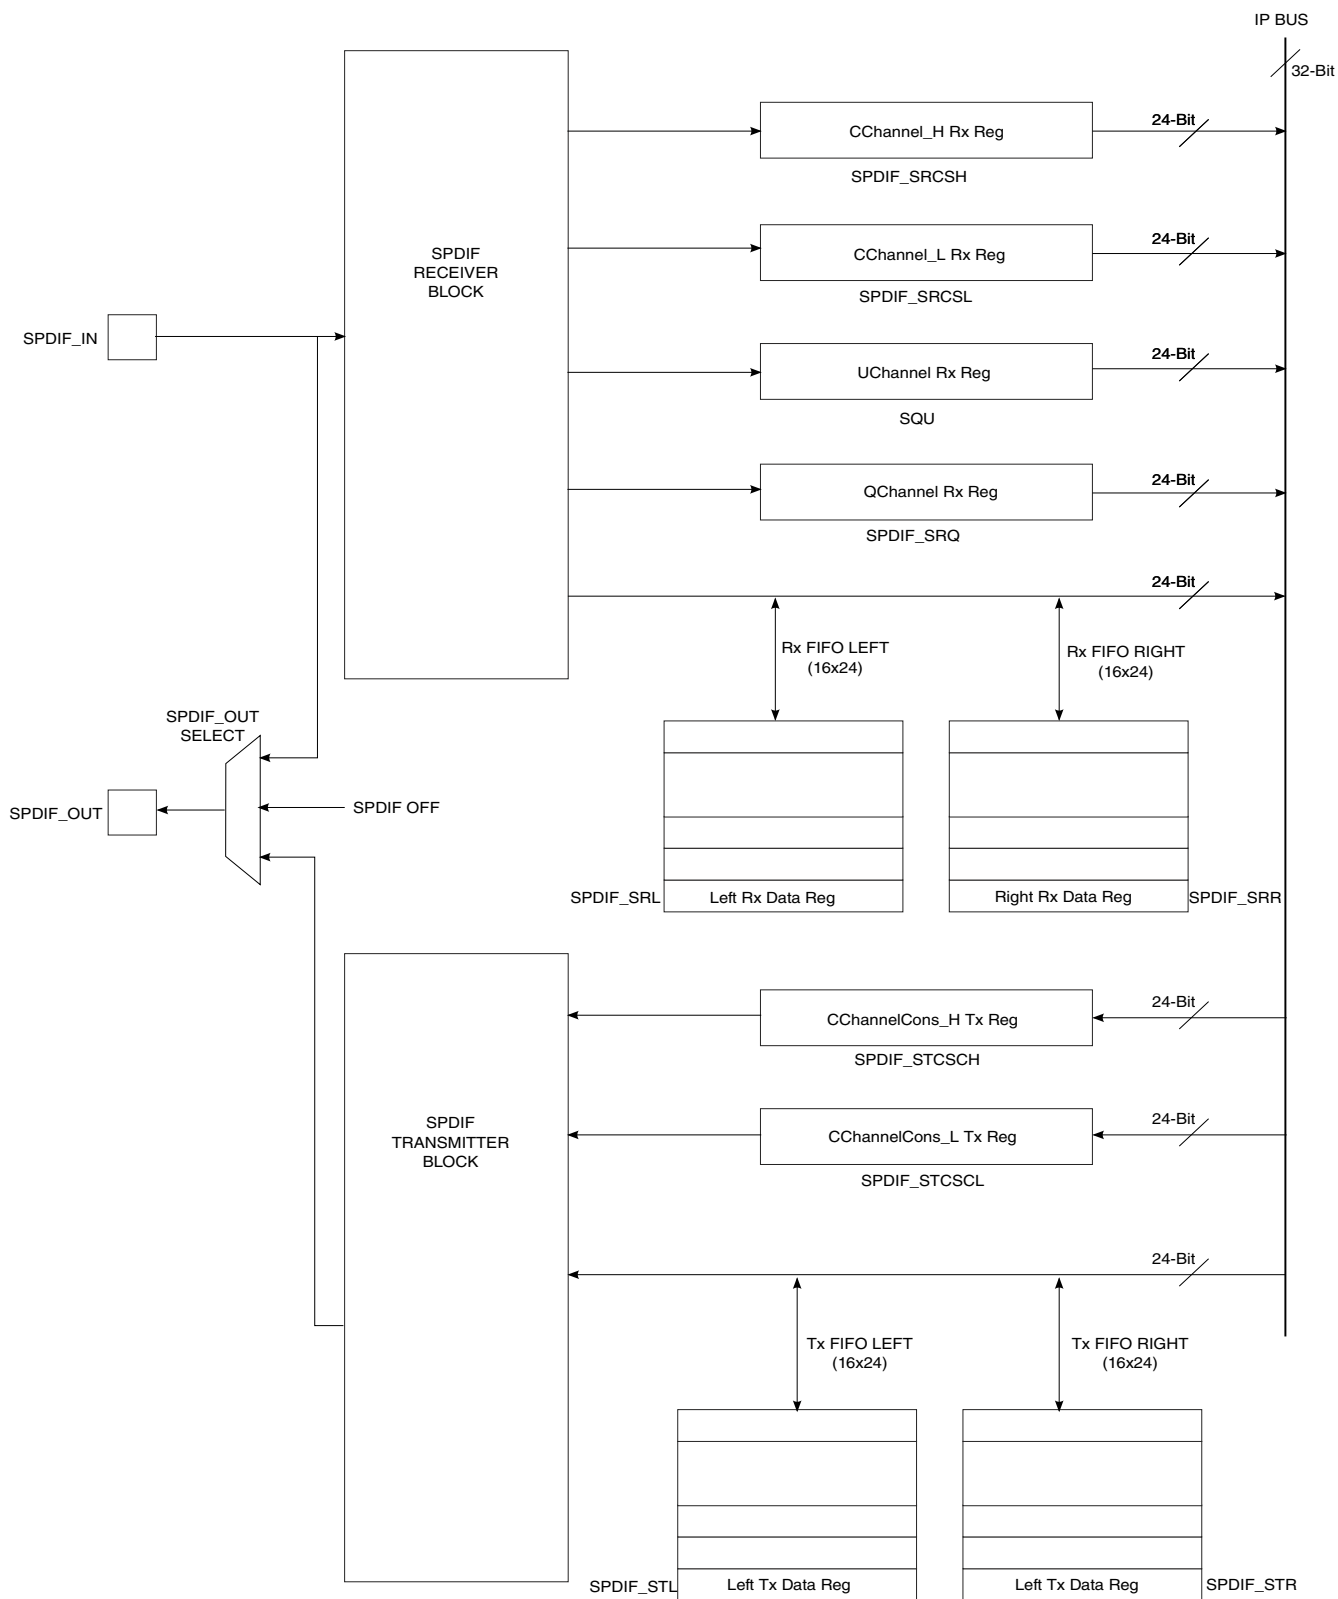 IP BUS
32-Bit
24-Bit
CChannel_H Rx Reg
SPDIF_SRCSH
24-Bit
SPDIF
RECEIVER
BLOCK
CChannel_L Rx Reg
SPDIF_SRCSL
SPDIF_IN
24-Bit
UChannel Rx Reg
SQU
24-Bit
QChannel Rx Reg
SPDIF_SRQ
24-Bit
Rx FIFO LEFT
(16x24)
Rx FIFO RIGHT
(16x24)
SPDIF_OUT
SELECT
SPDIF_OUT
SPDIF OFF
SPDIF_SRL
Left Rx Data Reg
Right Rx Data Reg
SPDIF_SRR
24-Bit
CChannelCons_H Tx Reg
SPDIF_STCSCH
SPDIF
TRANSMITTER
BLOCK
24-Bit
CChannelCons_L Tx Reg
SPDIF_STCSCL
24-Bit
Tx FIFO LEFT
(16x24)
Tx FIFO RIGHT
(16x24)
SPDIF_STL
Left Tx Data Reg
Left Tx Data Reg
SPDIF_STR